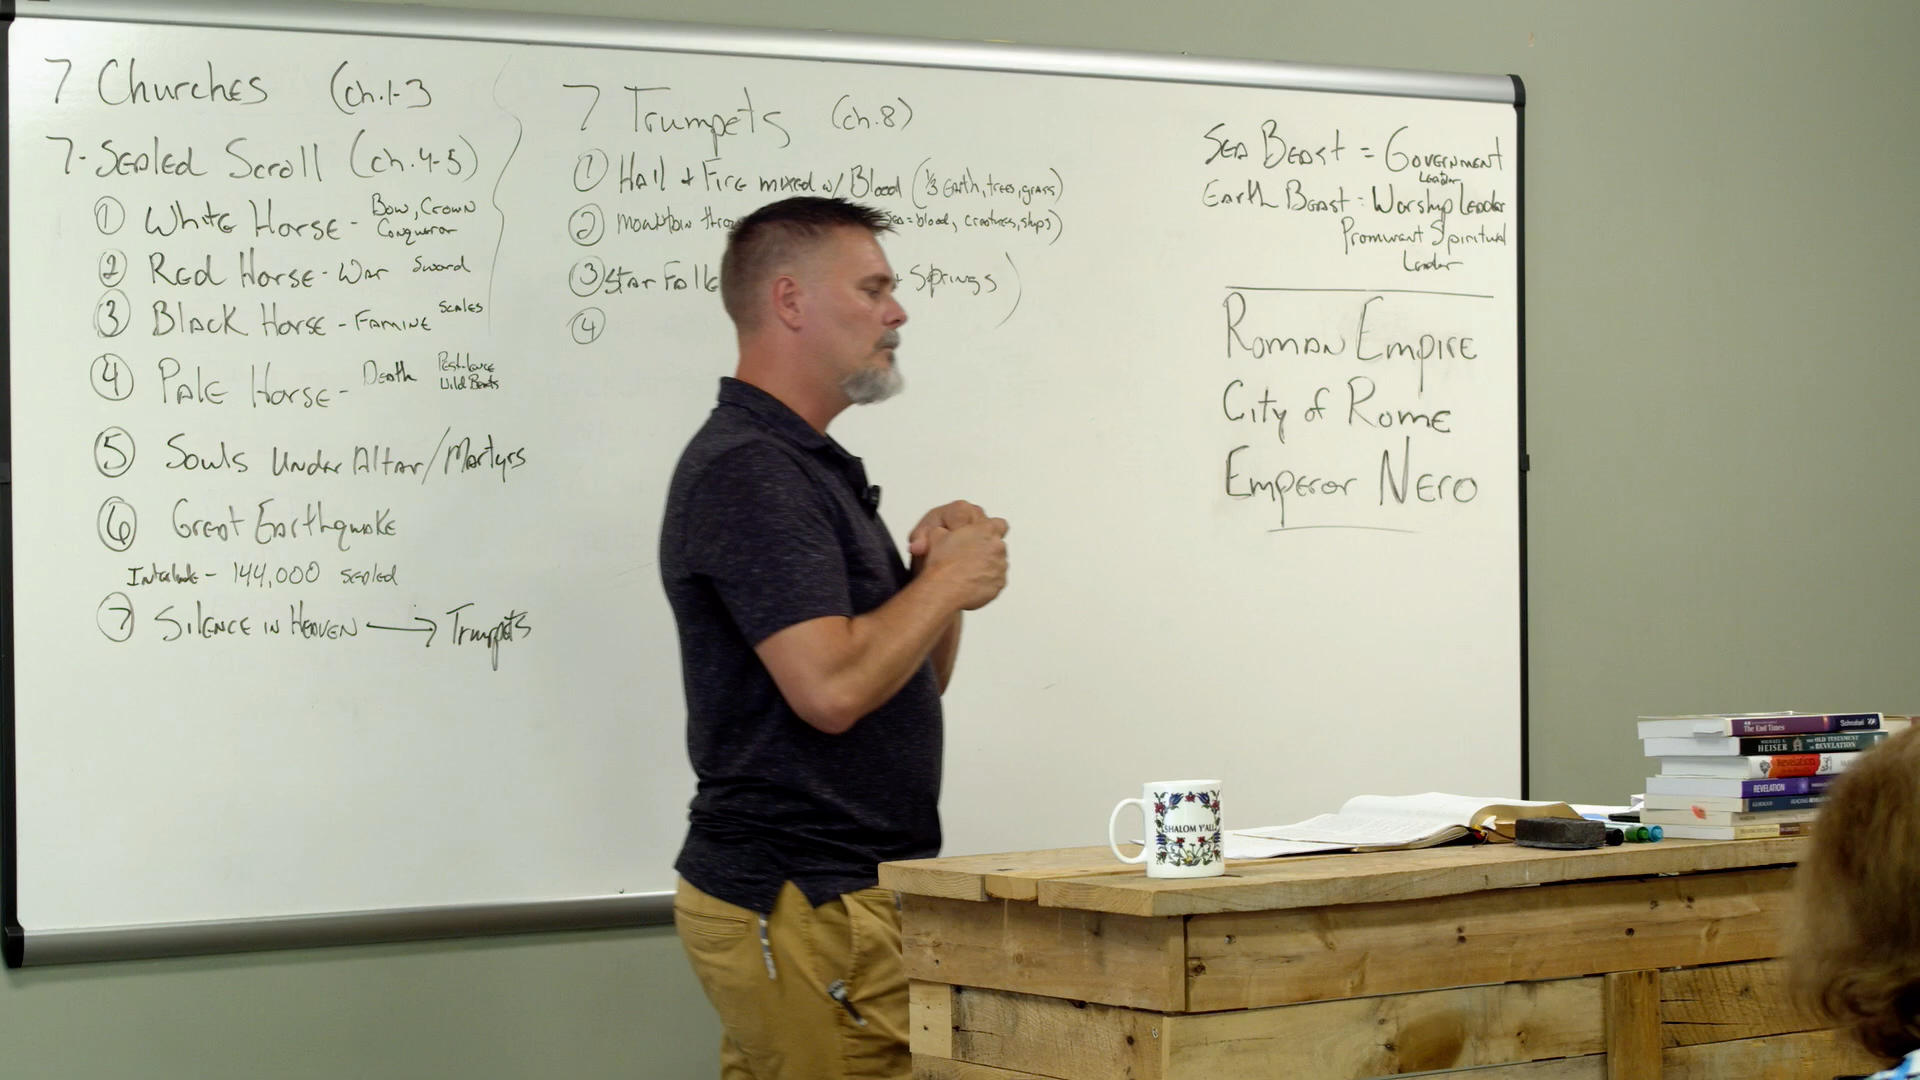 7 Churches (ch.1-3
7-Sealed Scroll (ch.4-5)
① White Horse - Bow, Crown
Conqueror
② Red Horse - War Sword
③ Black Horse - Famine Scales
④ Pale Horse - Death Pestilence
Wild Beasts
⑤ Souls Under Altar/Martyrs
⑥ Great Earthquake
Interlude - 144,000 sealed
⑦ Silence in Heaven → Trumpets
7 Trumpets (ch.8)
① Hail + Fire mixed w/ Blood (1/3 Earth, trees, grass)
② Mountain =blood, creatures, ships)
③ Star + Springs)
④
Sea Beast = Government
Leader
Earth Beast = Worship Leader
Prominent Spiritual
Leader
Roman Empire
City of Rome
Emperor Nero
SHALOM Y'ALL
The End Times Schnabel
HEISER THE OLD TESTAMENT IN REVELATION
Revelation
REVELATION